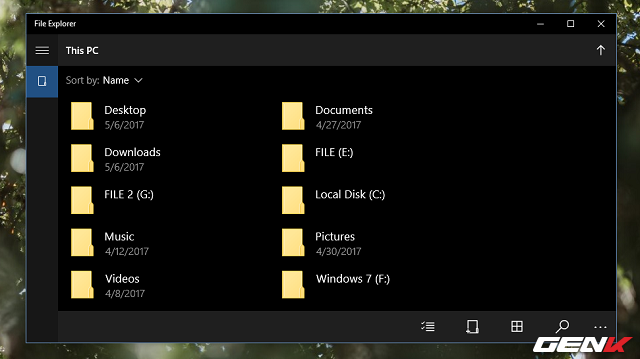 File Explorer
This PC
Sort by: Name
Desktop
5/6/2017
Documents
4/27/2017
Downloads
5/6/2017
FILE (E:)
FILE 2 (G:)
Local Disk (C:)
Music
4/12/2017
Pictures
4/30/2017
Videos
4/8/2017
Windows 7 (F:)
GENK